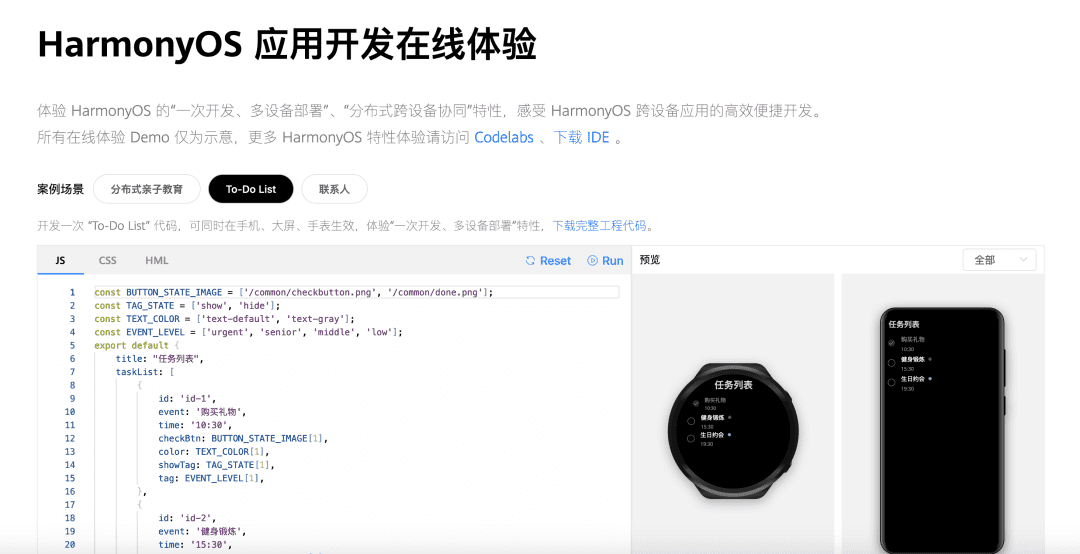 HarmonyOS 应用开发在线体验
体验 HarmonyOS 的“一次开发、多设备部署”、“分布式跨设备协同”特性，感受 HarmonyOS 跨设备应用的高效便捷开发。
所有在线体验 Demo 仅为示意，更多 HarmonyOS 特性体验请访问 Codelabs 、下载 IDE 。
案例场景 分布式亲子教育 To-Do List 联系人
开发一次 “To-Do List” 代码，可同时在手机、大屏、手表生效，体验“一次开发、多设备部署”特性，下载完整工程代码。
JS CSS HML Reset Run 预览 全部
1 const BUTTON_STATE_IMAGE = ['/common/checkbutton.png', '/common/done.png'];
2 const TAG_STATE = ['show', 'hide'];
3 const TEXT_COLOR = ['text-default', 'text-gray'];
4 const EVENT_LEVEL = ['urgent', 'senior', 'middle', 'low'];
5 export default {
6 title: "任务列表",
7 taskList: [
8 {
9 id: 'id-1',
10 event: '购买礼物',
11 time: '10:30',
12 checkBtn: BUTTON_STATE_IMAGE[1],
13 color: TEXT_COLOR[1],
14 showTag: TAG_STATE[1],
15 tag: EVENT_LEVEL[1],
16 },
17 {
18 id: 'id-2',
19 event: '健身锻炼',
20 time: '15:30',
任务列表
购买礼物
10:30
健身锻炼
15:30
生日约会
19:30
任务列表
购买礼物
10:30
健身锻炼
15:30
生日约会
19:30